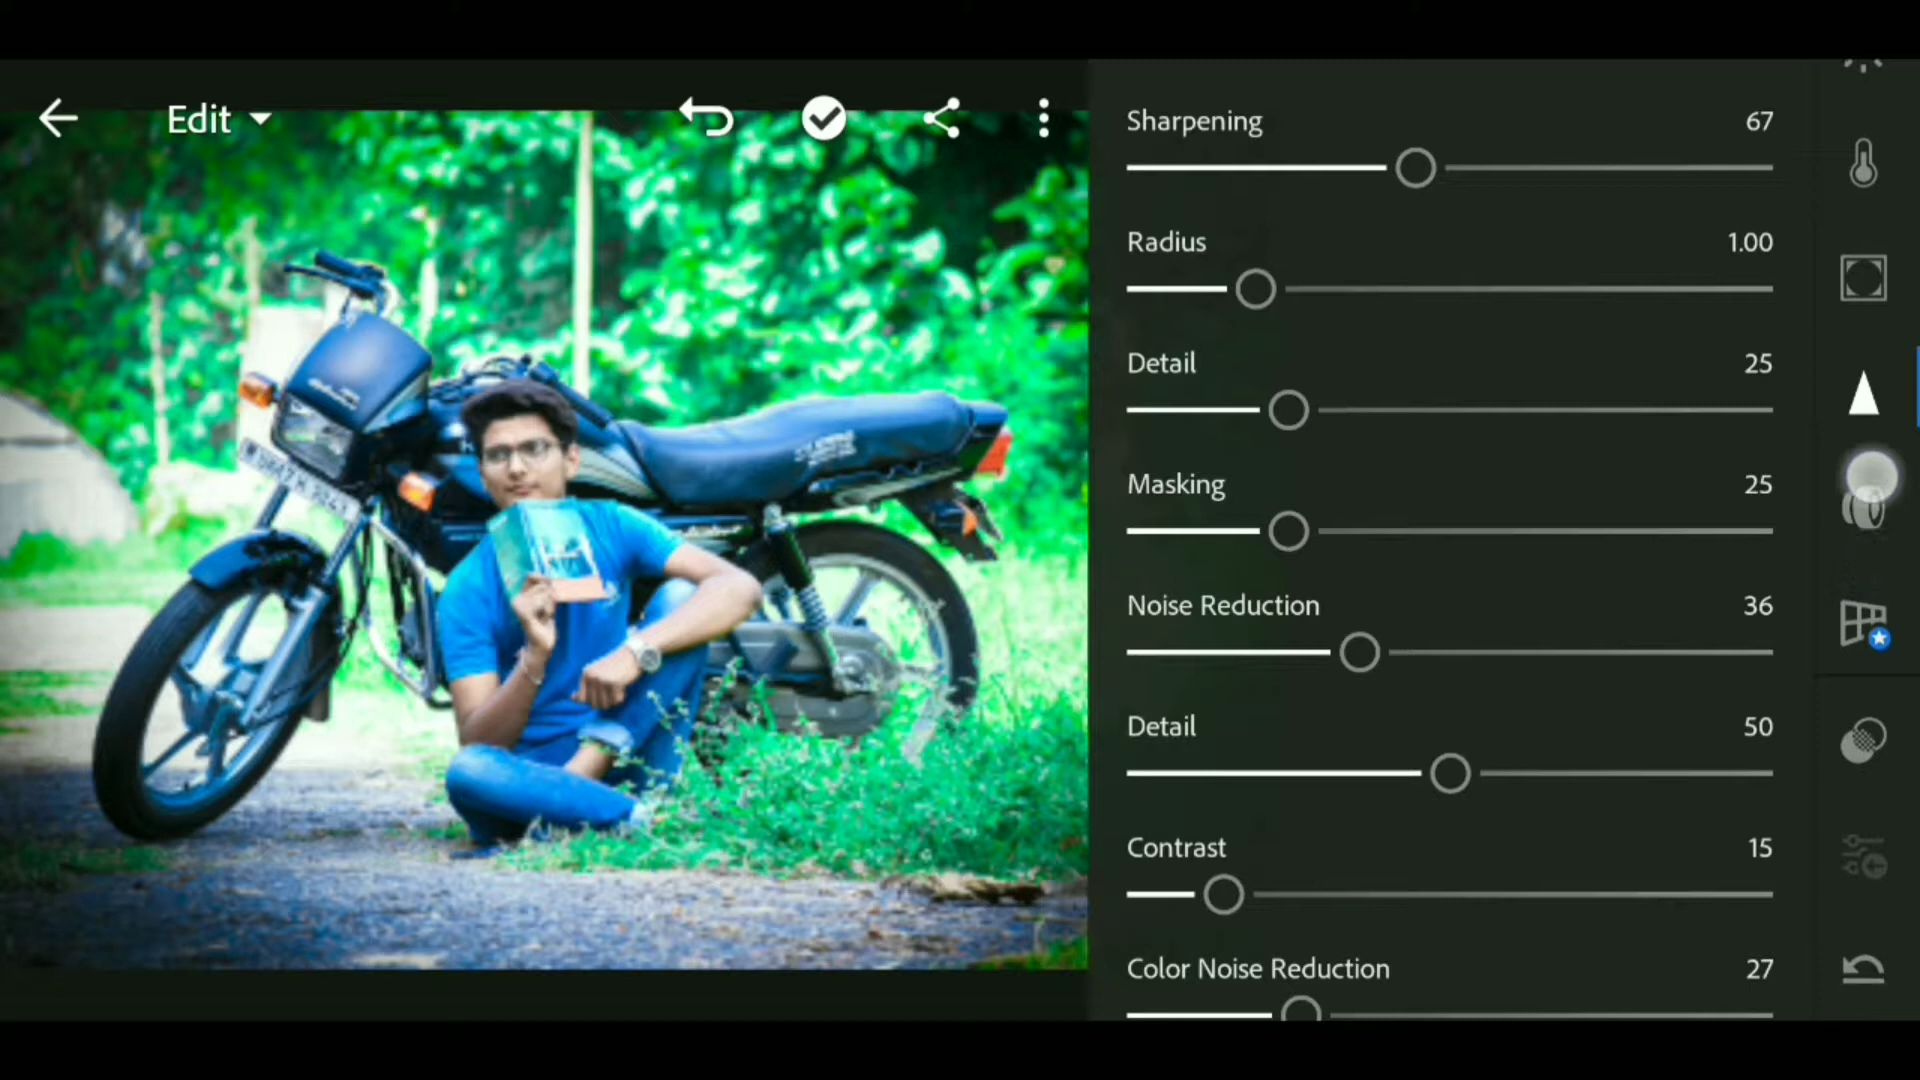 Edit
Sharpening 67
Radius 1.00
Detail 25
Masking 25
Noise Reduction 36
Detail 50
Contrast 15
Color Noise Reduction 27